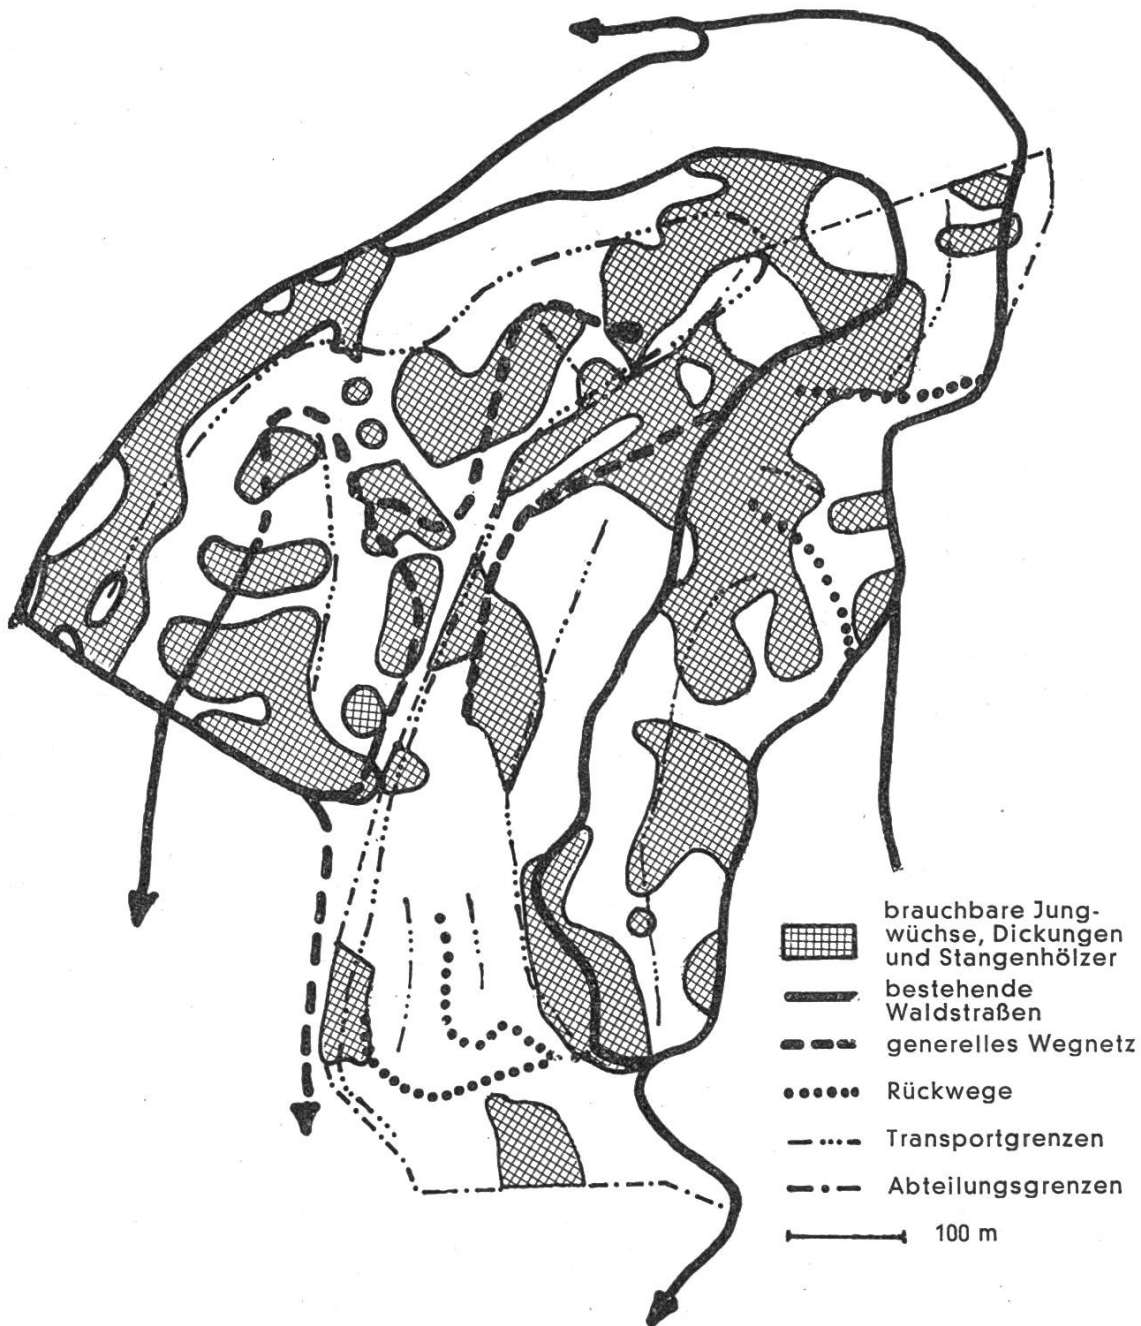 brauchbare Jung-
wüchse, Dickungen
und Stangenhölzer
bestehende
Waldstraßen
generelles Wegnetz
Rückwege
Transportgrenzen
Abteilungsgrenzen
100 m